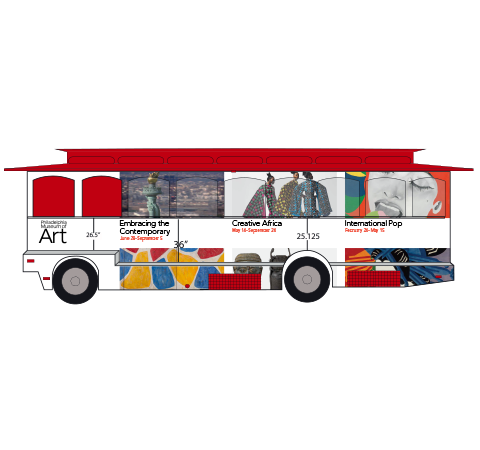 Philadelphia
Museum of
Art
26.5"
Embracing the
Contemporary
June 28-September 5
36"
Creative Africa
May 14-September 25
25.125
International Pop
February 20-May 15